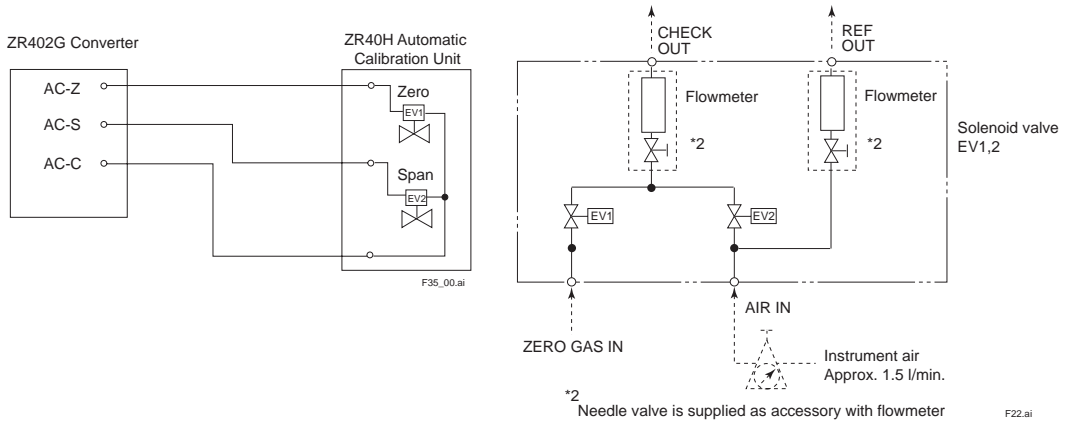 ZR402G Converter
ZR40H Automatic
Calibration Unit
AC-Z
AC-S
AC-C
Zero
EV1
Span
EV2
F35_00.ai
CHECK
OUT
REF
OUT
Flowmeter
*2
Flowmeter
*2
Solenoid valve
EV1,2
EV1
EV2
AIR IN
ZERO GAS IN
Instrument air
Approx. 1.5 l/min.
*2
Needle valve is supplied as accessory with flowmeter
F22.ai